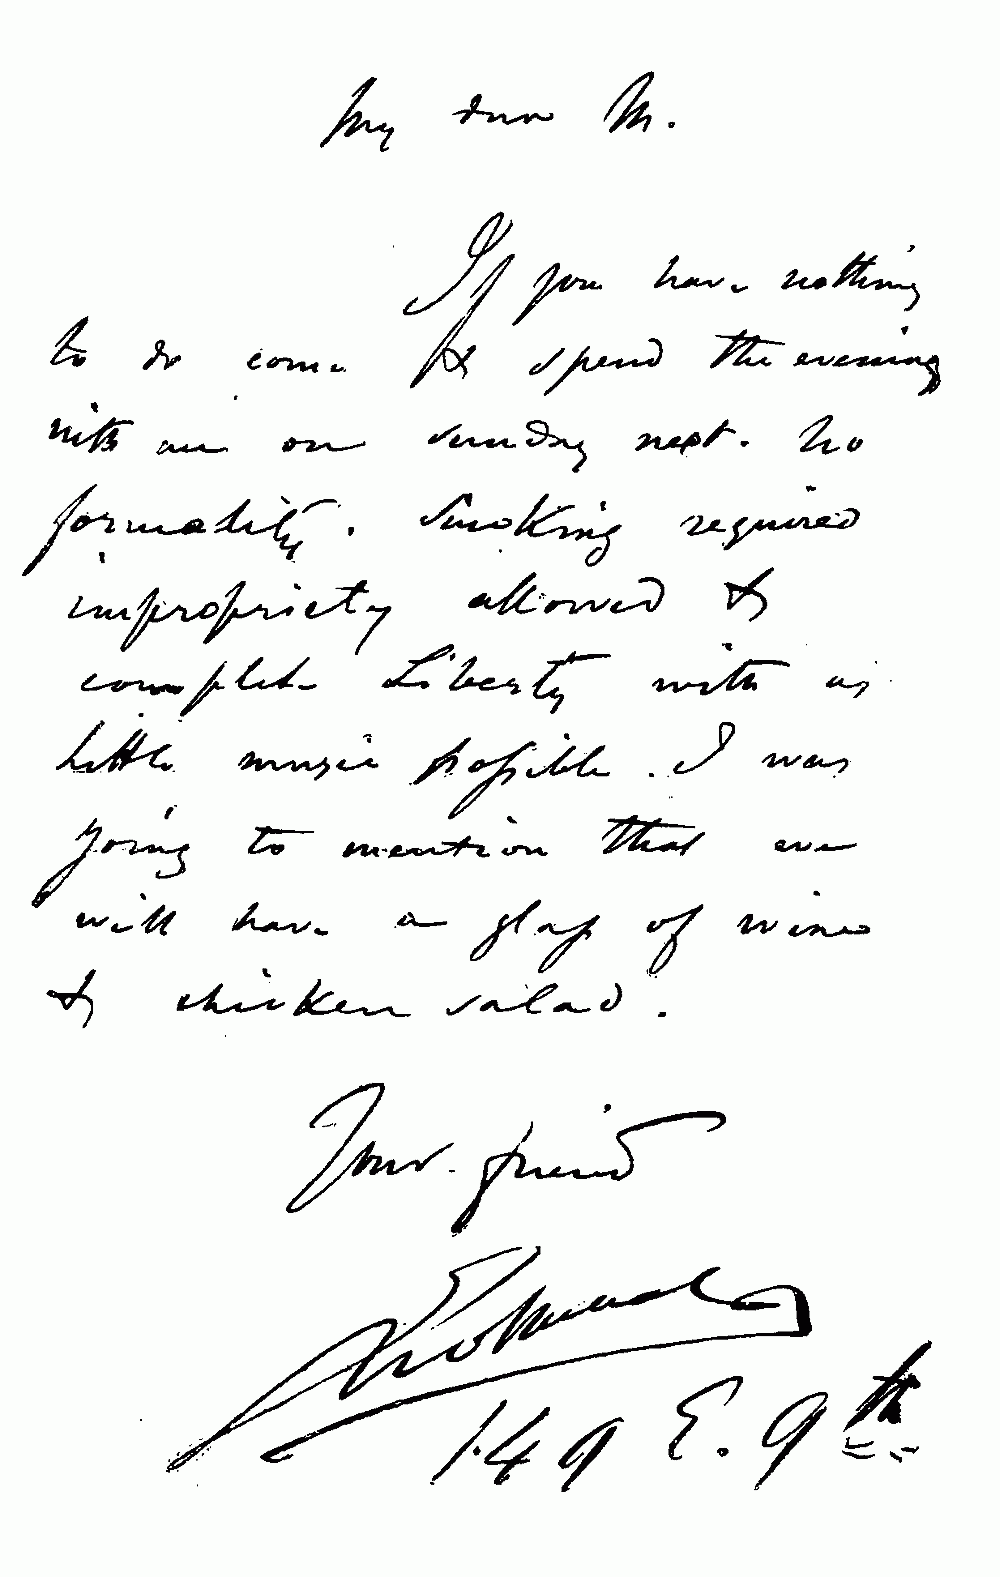 My dear M.
If you have nothing
to do come & spend the evening
with me on sunday next. No
formality. Smoking required
impropriety allowed &
complete Liberty with as
little music possible. I was
going to mention that we
will have a glass of wine
& chicken salad.
Your friend
149 E. 9th